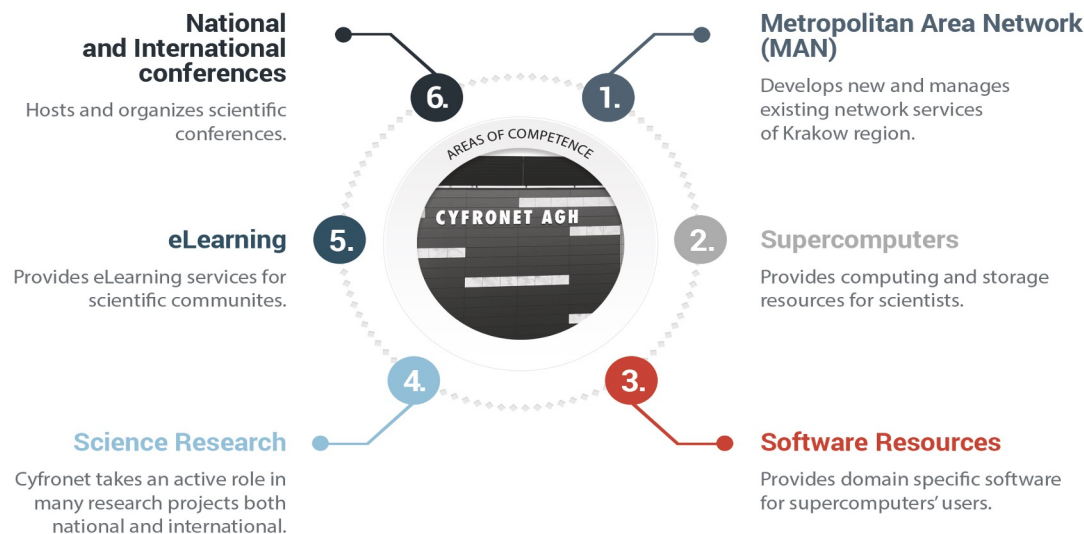 AREAS OF COMPETENCE
CYFRONET AGH
1.
Metropolitan Area Network
(MAN)
Develops new and manages
existing network services
of Krakow region.
2.
Supercomputers
Provides computing and storage
resources for scientists.
3.
Software Resources
Provides domain specific software
for supercomputers' users.
4.
Science Research
Cyfronet takes an active role in
many research projects both
national and international.
5.
eLearning
Provides eLearning services for
scientific communites.
6.
National
and International
conferences
Hosts and organizes scientific
conferences.